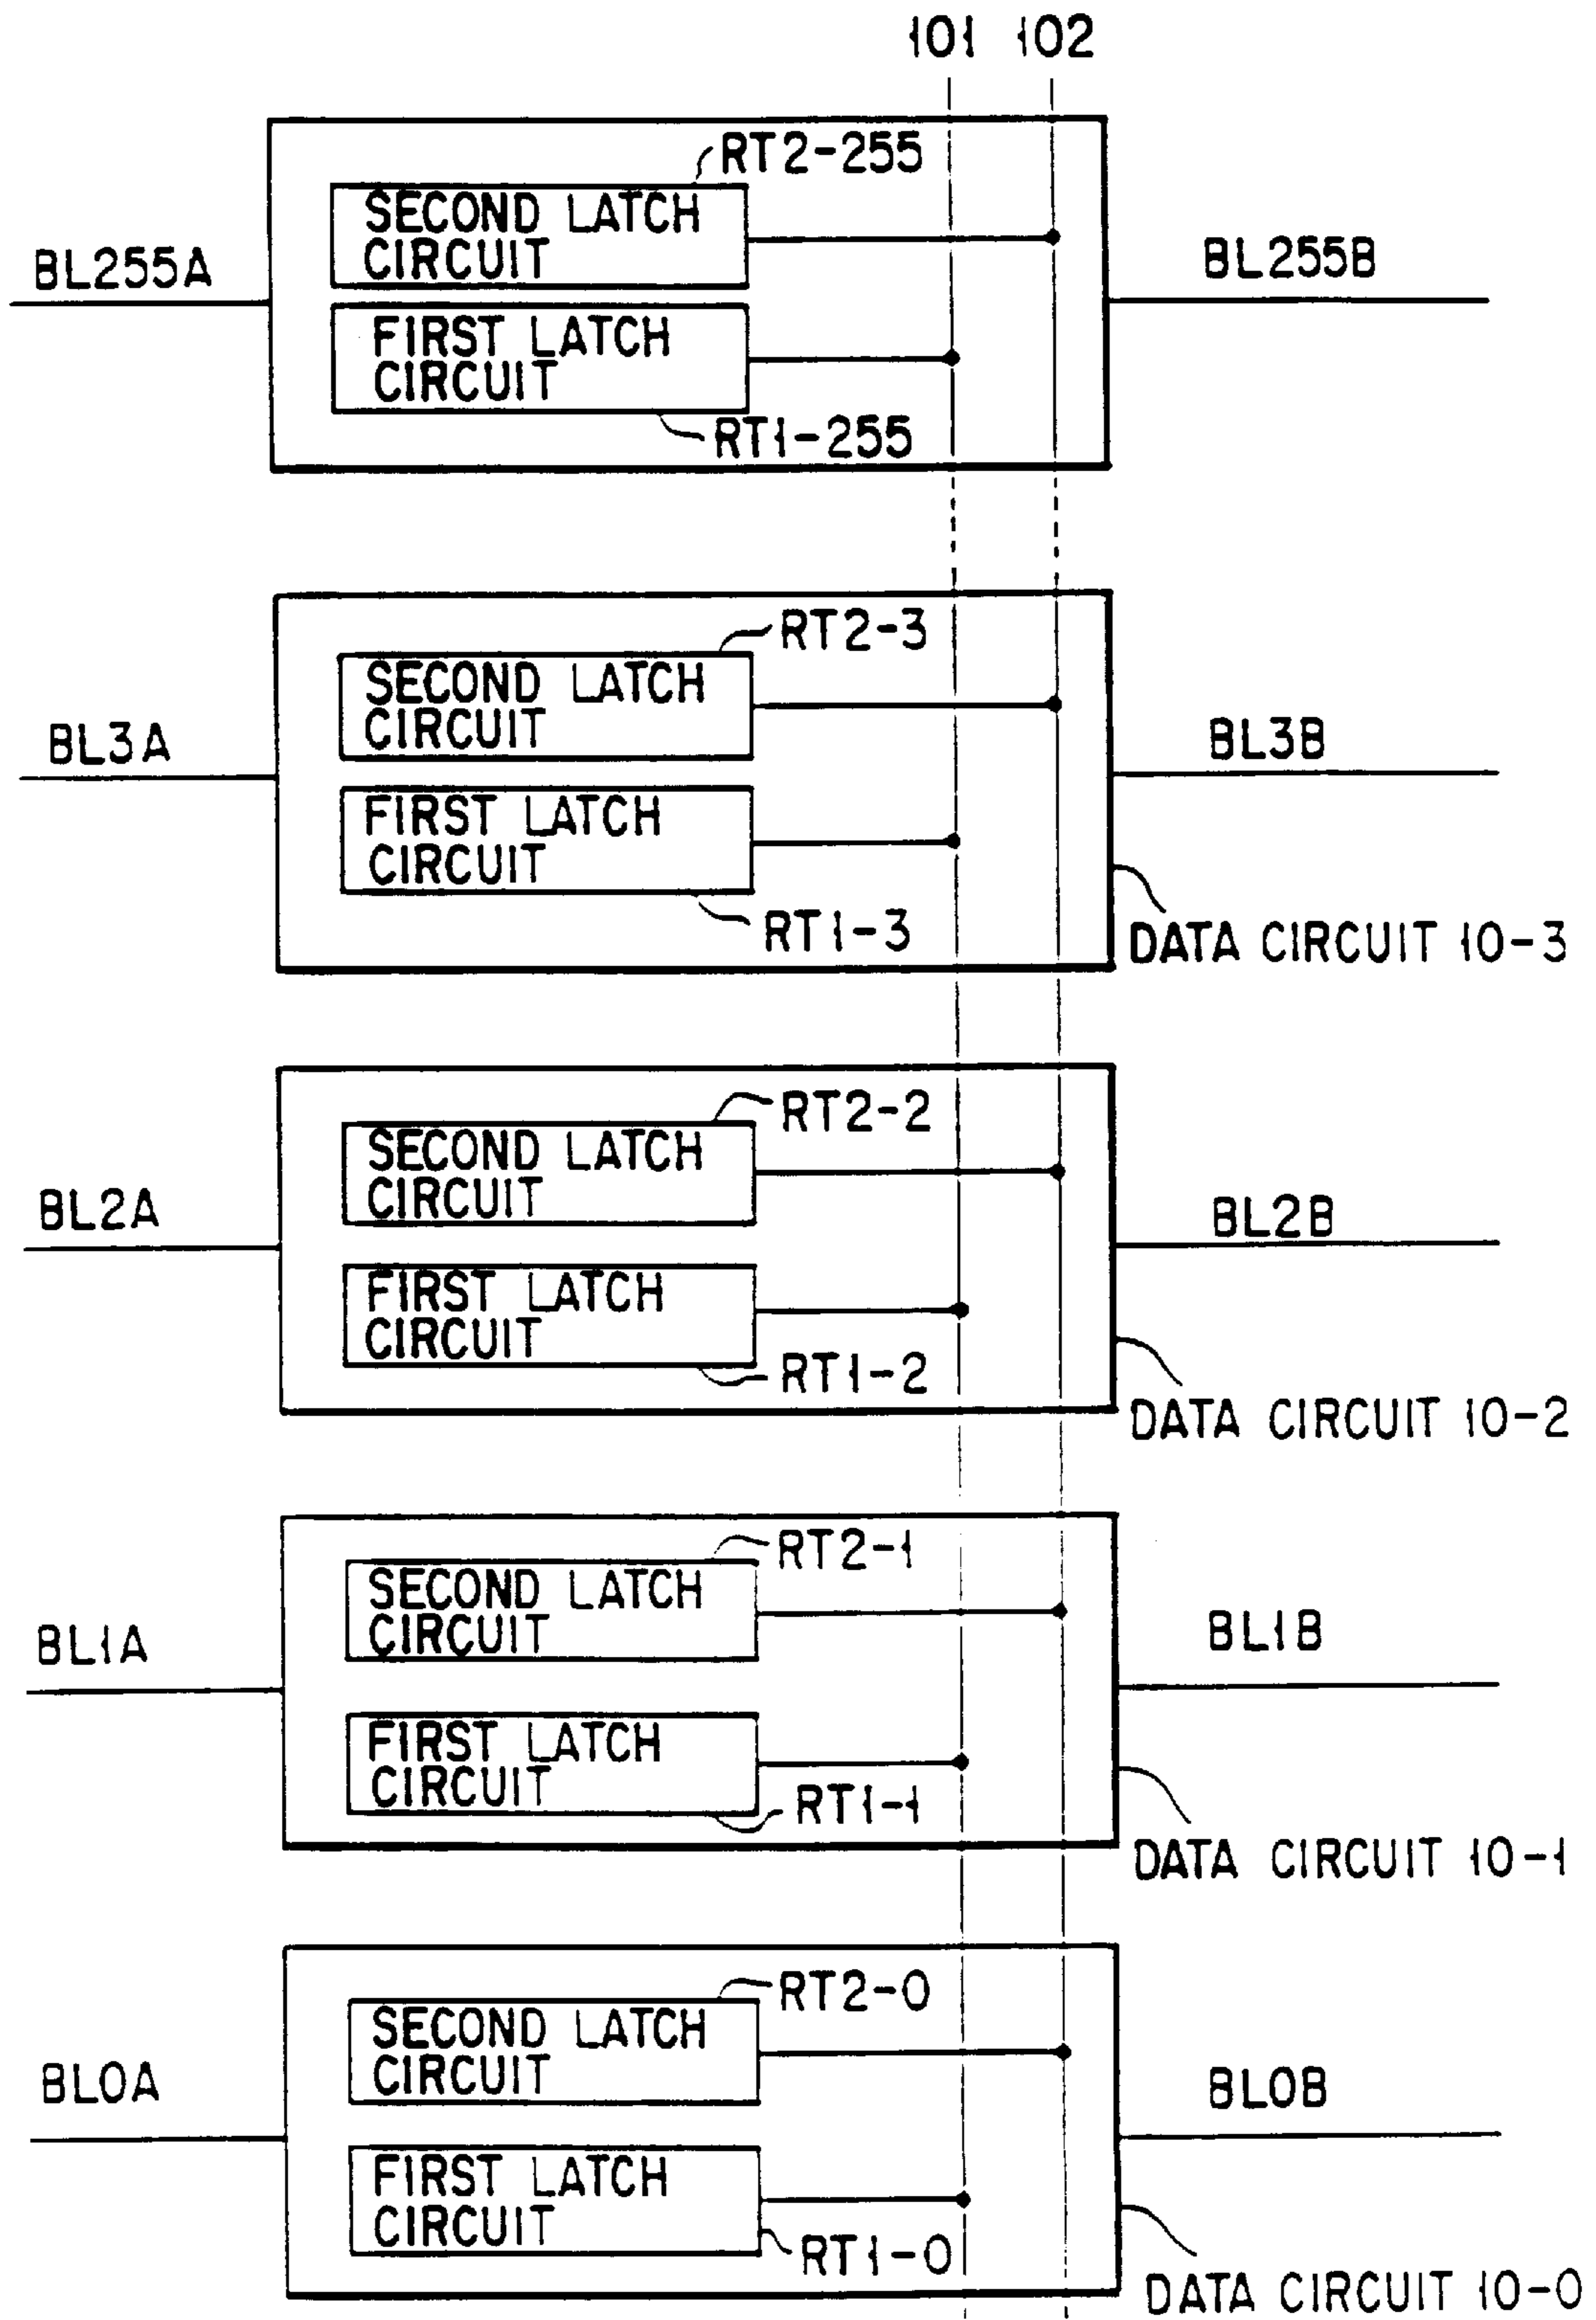 101 102
RT2-255
SECOND LATCH
CIRCUIT
BL255A
BL255B
FIRST LATCH
CIRCUIT
RT1-255
RT2-3
SECOND LATCH
CIRCUIT
BL3A
BL3B
FIRST LATCH
CIRCUIT
RT1-3
DATA CIRCUIT 10-3
RT2-2
SECOND LATCH
CIRCUIT
BL2A
BL2B
FIRST LATCH
CIRCUIT
RT1-2
DATA CIRCUIT 10-2
RT2-1
SECOND LATCH
CIRCUIT
BL1A
BL1B
FIRST LATCH
CIRCUIT
RT1-1
DATA CIRCUIT 10-1
RT2-0
SECOND LATCH
CIRCUIT
BL0A
BL0B
FIRST LATCH
CIRCUIT
RT1-0
DATA CIRCUIT 10-0